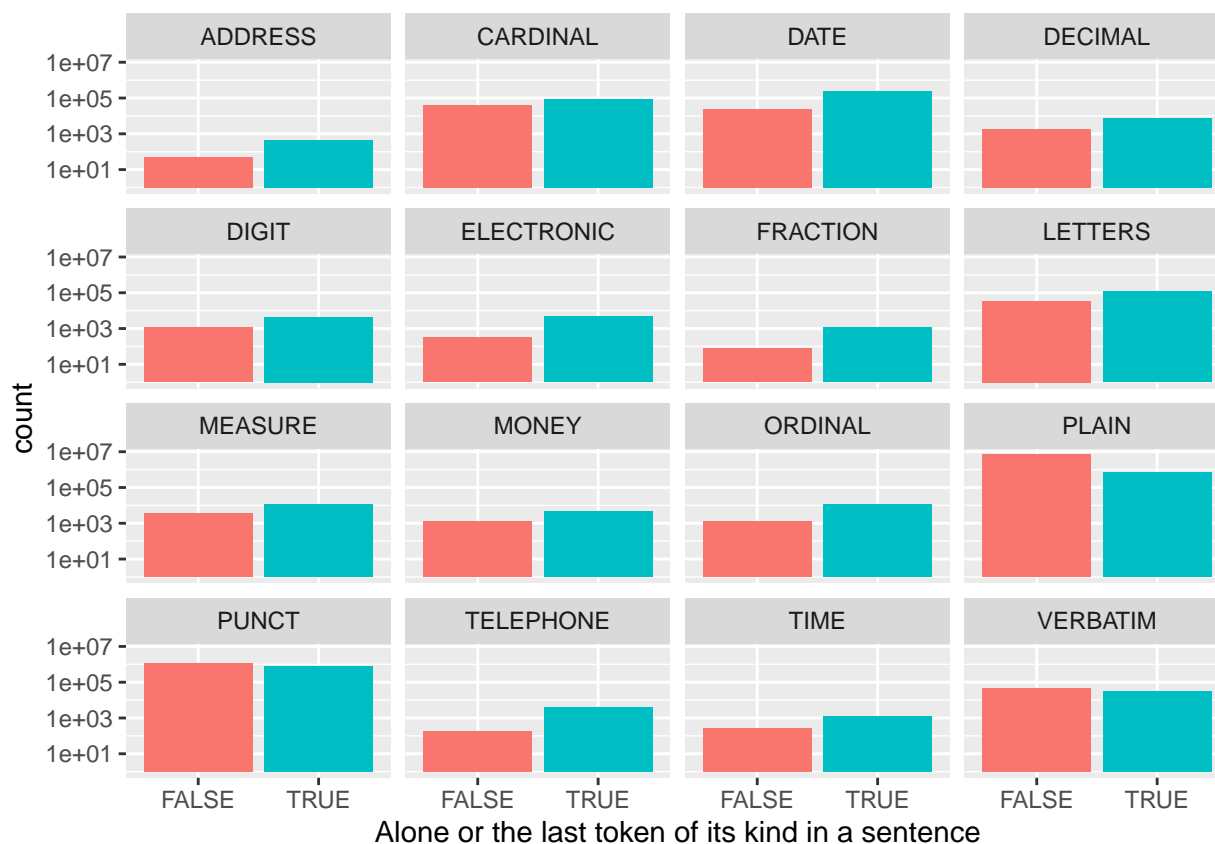 ADDRESS CARDINAL DATE DECIMAL
1e+07
1e+05
1e+03
1e+01
DIGIT ELECTRONIC FRACTION LETTERS
1e+07
1e+05
1e+03
1e+01
count
MEASURE MONEY ORDINAL PLAIN
1e+07
1e+05
1e+03
1e+01
PUNCT TELEPHONE TIME VERBATIM
1e+07
1e+05
1e+03
1e+01
FALSE TRUE FALSE TRUE FALSE TRUE FALSE TRUE
Alone or the last token of its kind in a sentence